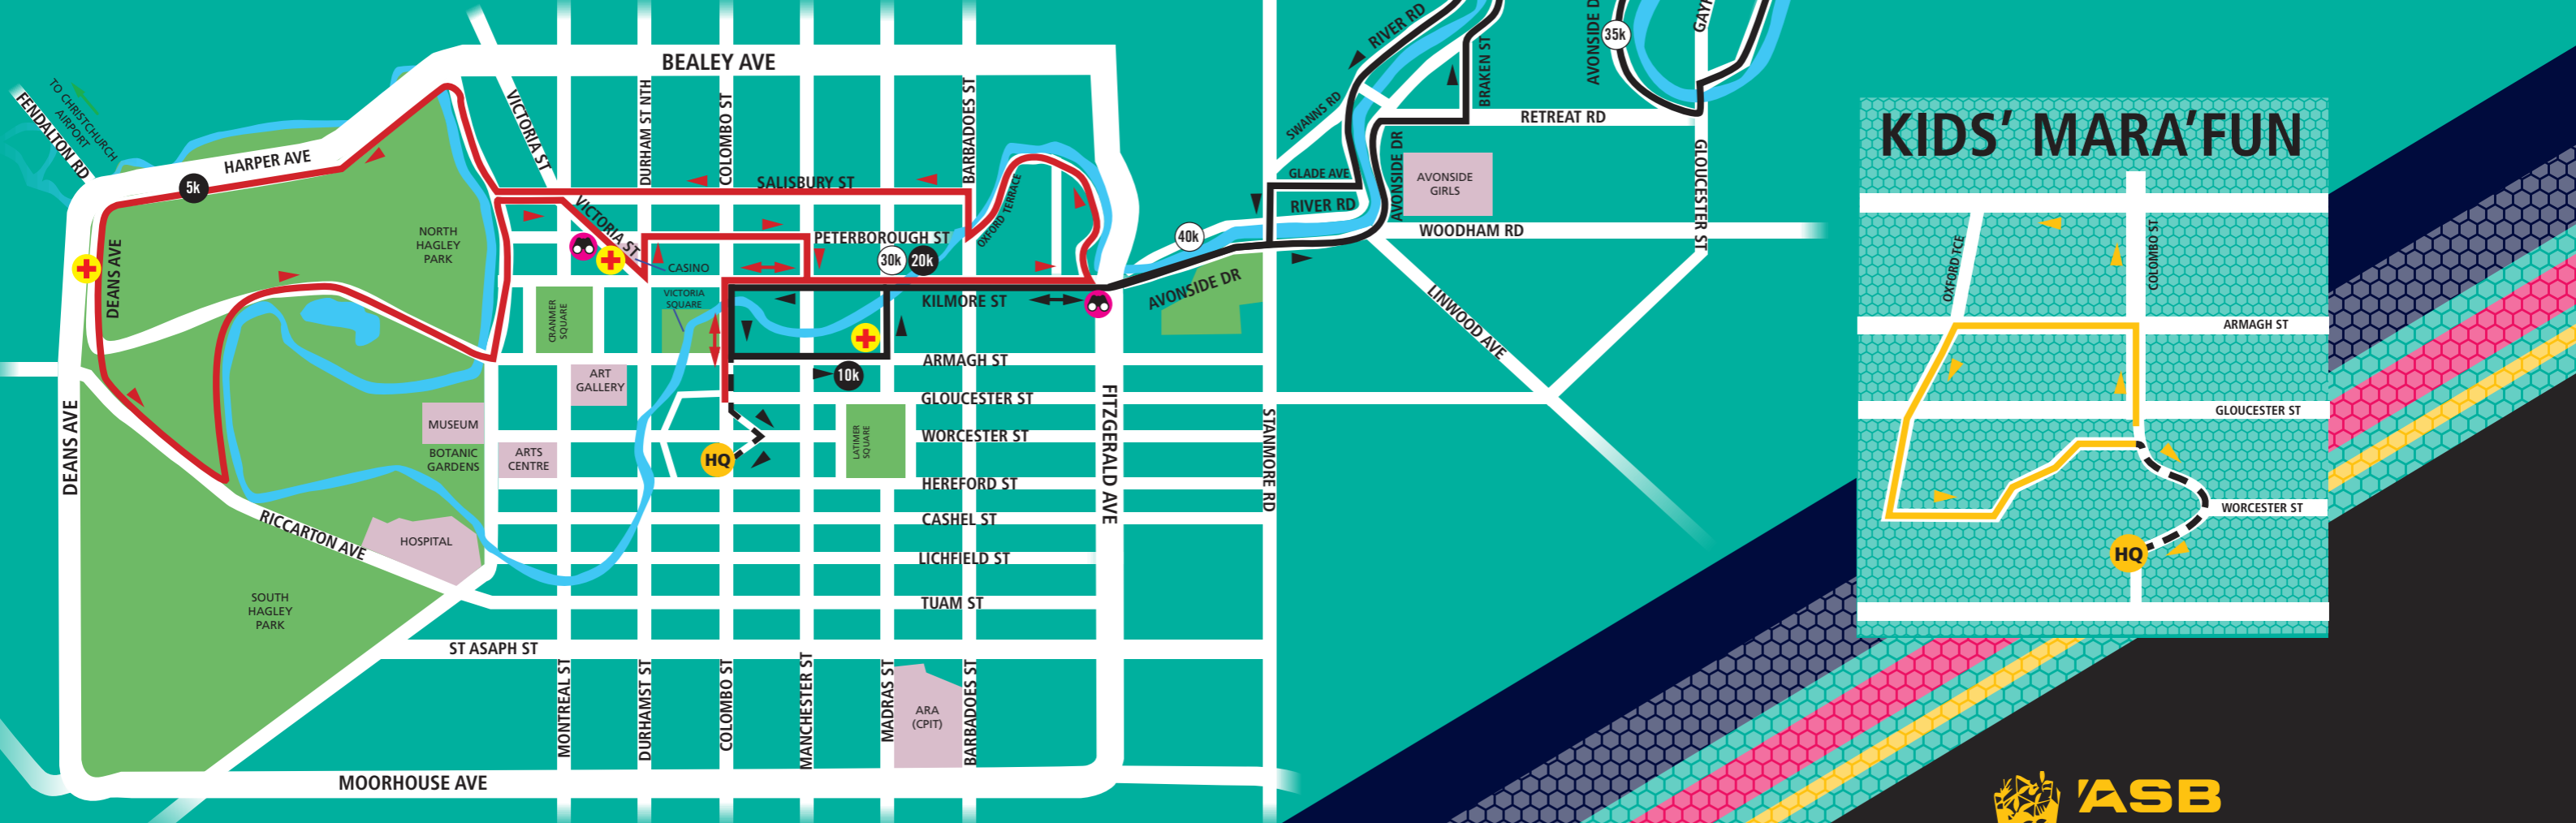 BEALEY AVE
FENDALTON RD
TO CHRISTCHURCH
AIRPORT
HARPER AVE
5k
DEANS AVE
DEANS AVE
NORTH
HAGLEY
PARK
VICTORIA ST
DURHAM ST NTH
COLOMBO ST
BARBADOES ST
SALISBURY ST
VICTORIA ST
PETERBOROUGH ST
OXFORD TERRACE
CASINO
30k
20k
VICTORIA
SQUARE
KILMORE ST
CRANMER
SQUARE
ARMAGH ST
10k
ART
GALLERY
GLOUCESTER ST
MUSEUM
BOTANIC
GARDENS
ARTS
CENTRE
HQ
LATIMER
SQUARE
WORCESTER ST
HEREFORD ST
CASHEL ST
LICHFIELD ST
TUAM ST
RICCARTON AVE
HOSPITAL
SOUTH
HAGLEY
PARK
ST ASAPH ST
MONTREAL ST
DURHAMST ST
COLOMBO ST
MANCHESTER ST
MADRAS ST
ARA
(CPIT)
BARBADOES ST
MOORHOUSE AVE
FITZGERALD AVE
STANMORE RD
RIVER RD
SWANNS RD
BRAKEN ST
AVONSIDE D
35k
GAY
RETREAT RD
GLADE AVE
RIVER RD
AVONSIDE DR
AVONSIDE
GIRLS
GLOUCESTER ST
40k
WOODHAM RD
AVONSIDE DR
LINWOOD AVE
KIDS' MARA'FUN
OXFORD TCE
COLOMBO ST
ARMAGH ST
GLOUCESTER ST
WORCESTER ST
HQ
ASB